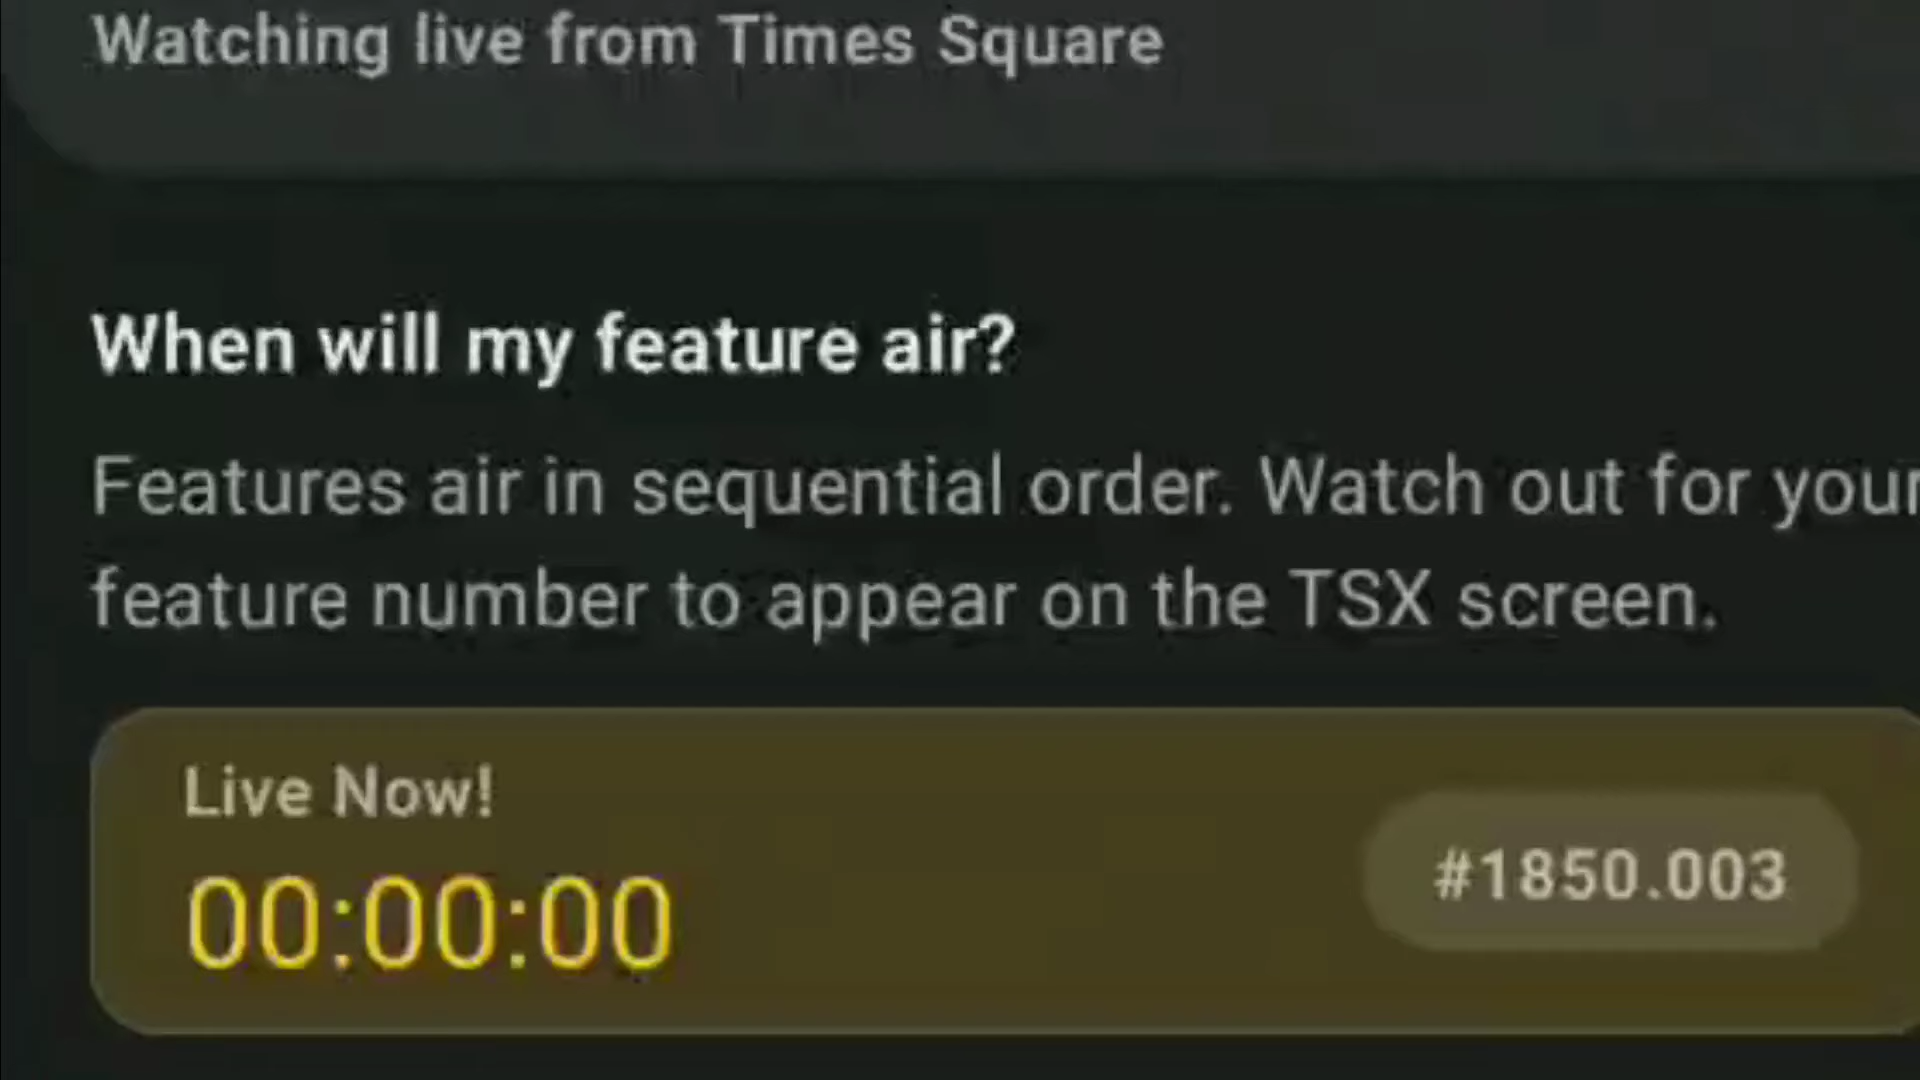 Watching live from Times Square
When will my feature air?
Features air in sequential order. Watch out for your
feature number to appear on the TSX screen.
Live Now!
00:00:00
#1850.003